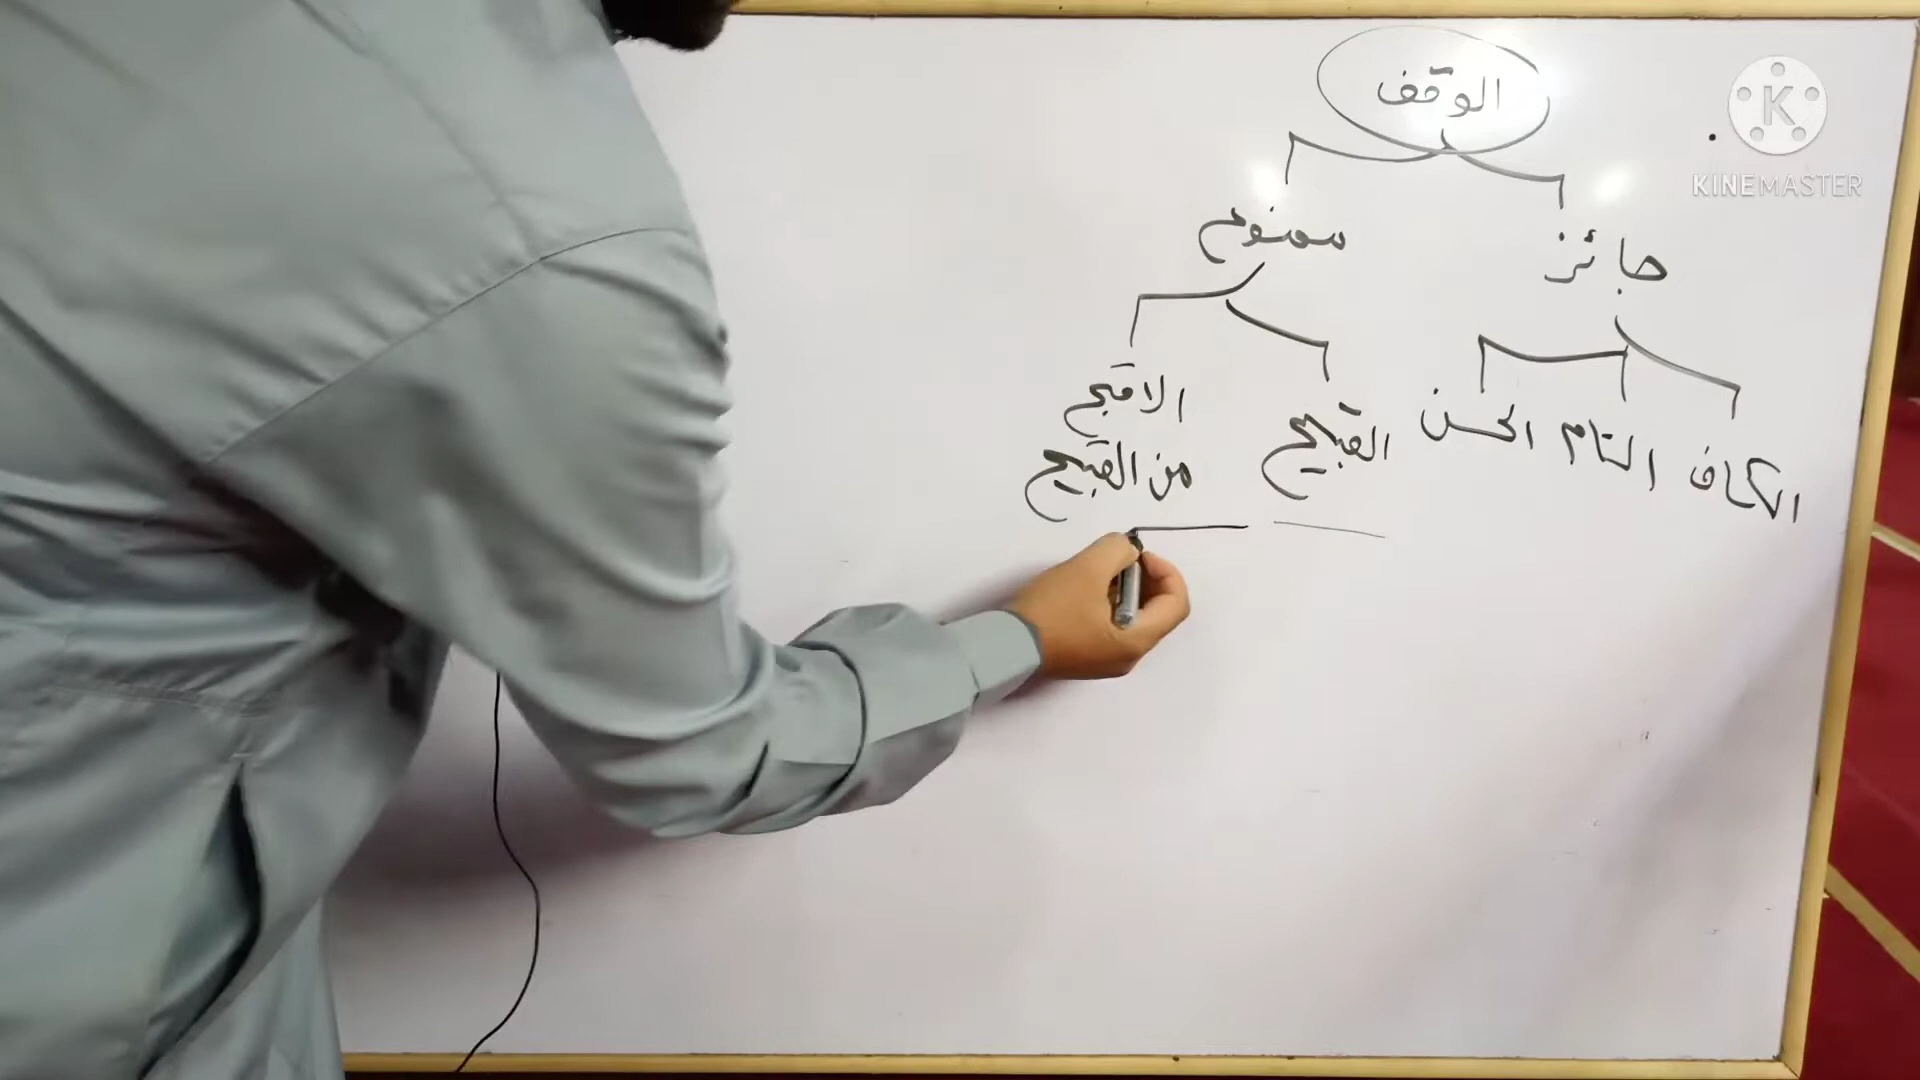 الوقف
جائز
ممنوع
الكاف التام الحسن
القبيح
الاقبح
من القبيح
K
KINEMASTER